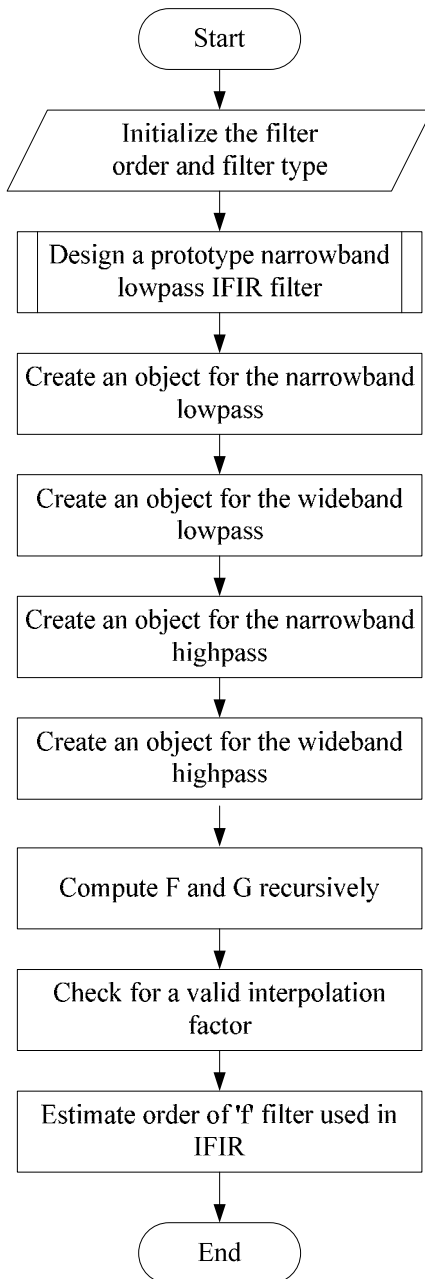 Start
Initialize the filter
order and filter type
Design a prototype narrowband
lowpass IFIR filter
Create an object for the narrowband
lowpass
Create an object for the wideband
lowpass
Create an object for the narrowband
highpass
Create an object for the wideband
highpass
Compute F and G recursively
Check for a valid interpolation
factor
Estimate order of 'f' filter used in
IFIR
End